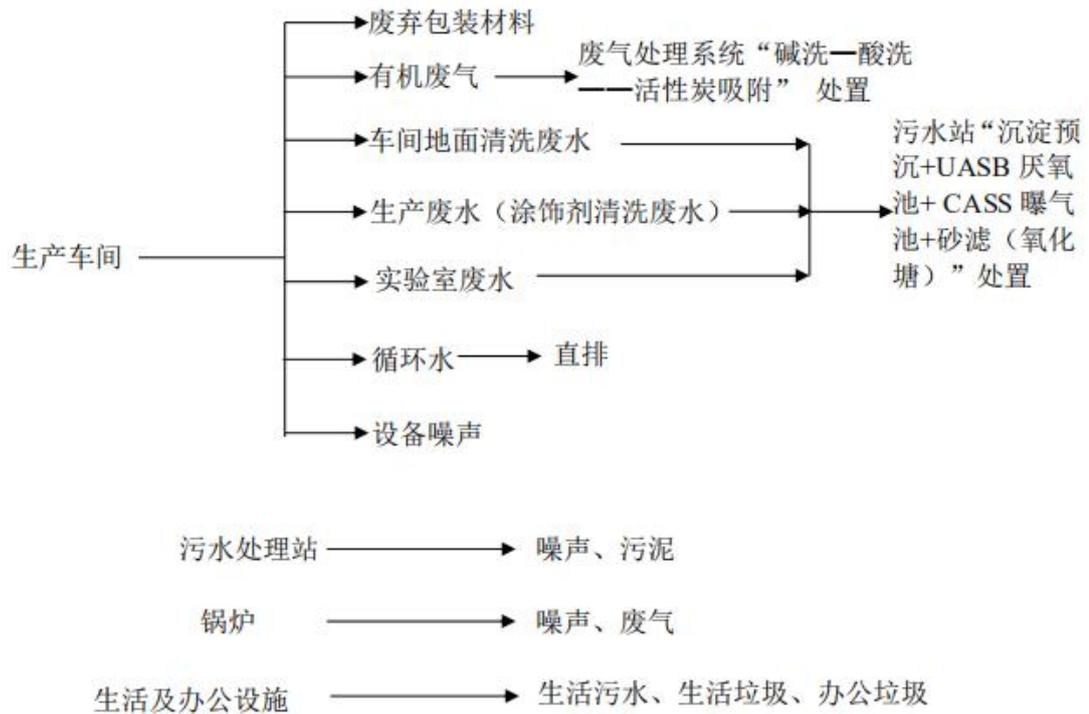 废弃包装材料
有机废气
废气处理系统“碱洗—酸洗
——活性炭吸附” 处置
车间地面清洗废水
生产废水（涂饰剂清洗废水）
污水站“沉淀预
沉+UASB 厌氧
池+ CASS 曝气
池+砂滤（氧化
塘）”处置
生产车间
实验室废水
循环水
直排
设备噪声
污水处理站
噪声、污泥
锅炉
噪声、废气
生活及办公设施
生活污水、生活垃圾、办公垃圾